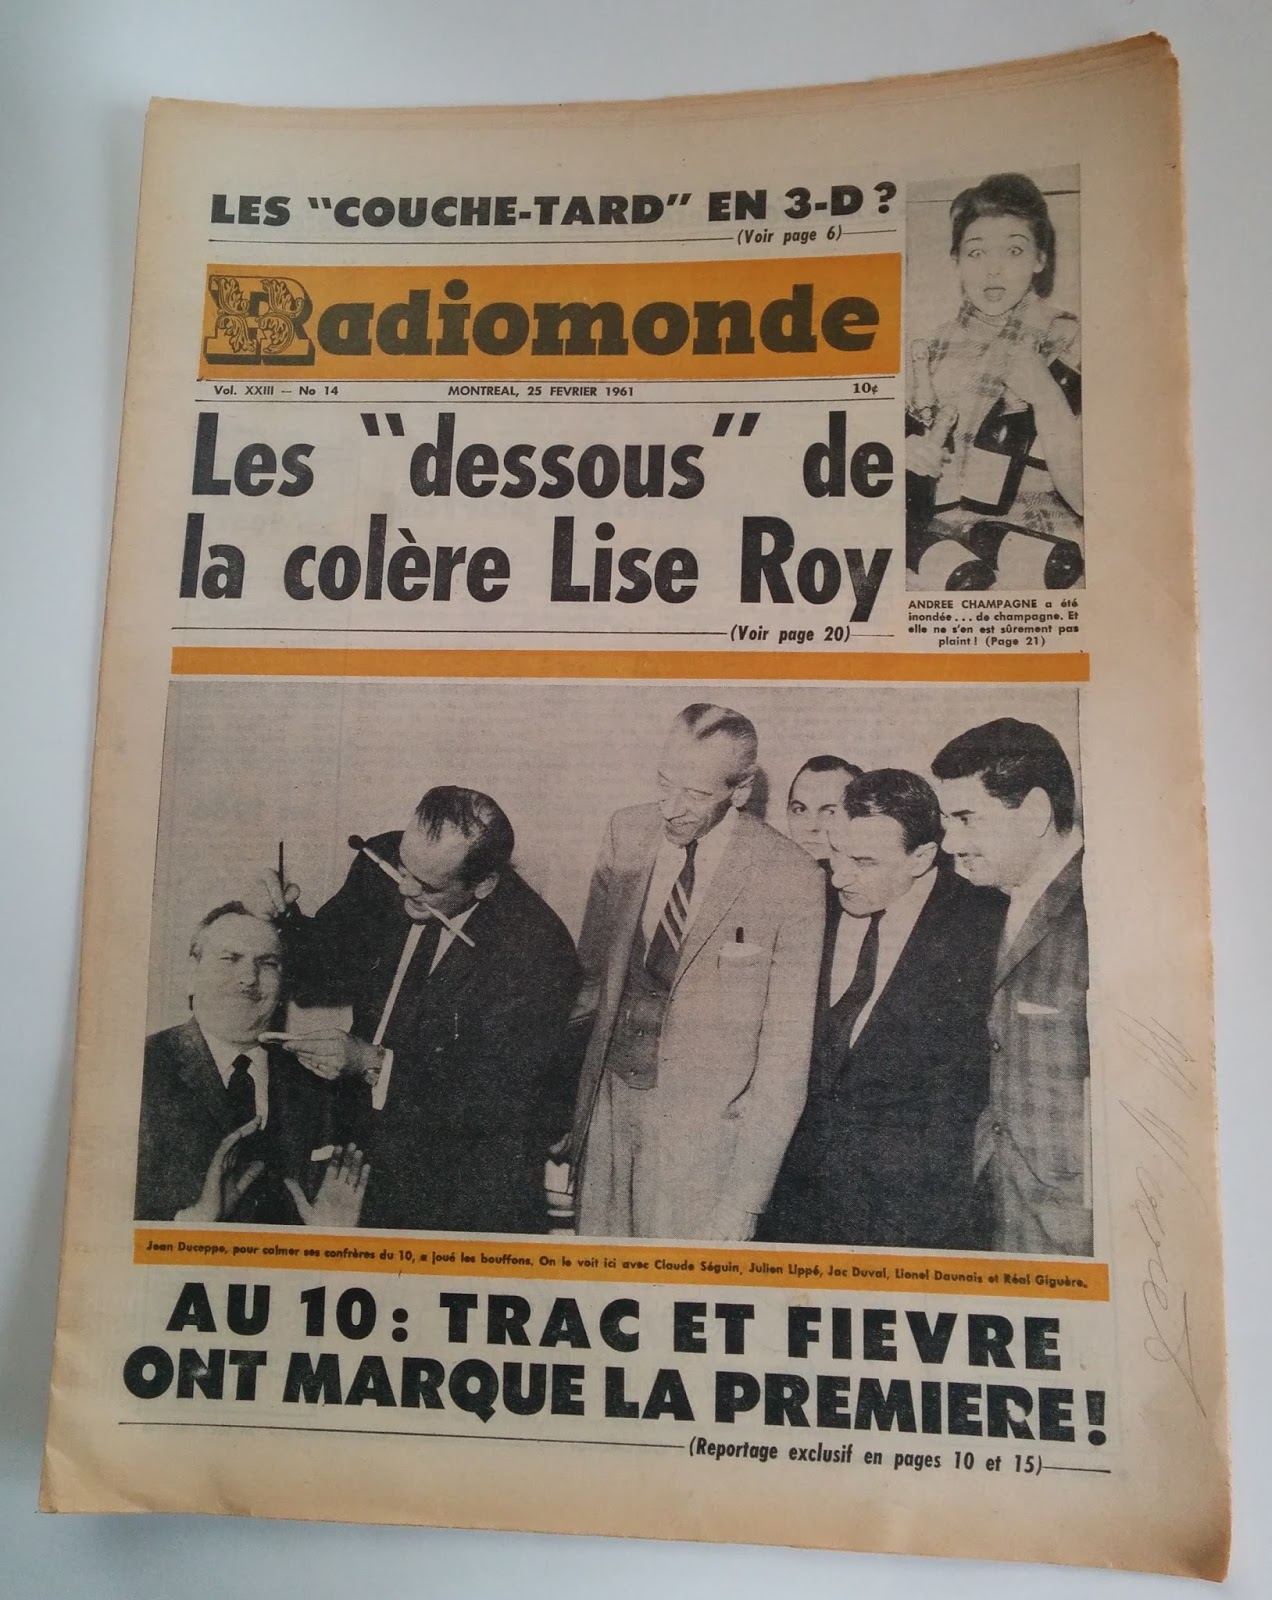 LES "COUCHE-TARD" EN 3-D ?
(Voir page 6)
Radiomonde
Vol. XXIII — No 14 MONTREAL, 25 FEVRIER 1961 10¢
Les "dessous" de
la colère Lise Roy
(Voir page 20)
ANDREE CHAMPAGNE a été
inondée... de champagne. Et
elle ne s'en est sûrement pas
plaint! (Page 21)
Jean Duceppe, pour calmer ses confrères du 10, a joué les bouffons. On le voit ici avec Claude Séguin, Julien Lippé, Jac Duval, Lionel Daunais et Réal Giguère.
AU 10 : TRAC ET FIEVRE
ONT MARQUE LA PREMIERE !
(Reportage exclusif en pages 10 et 15)